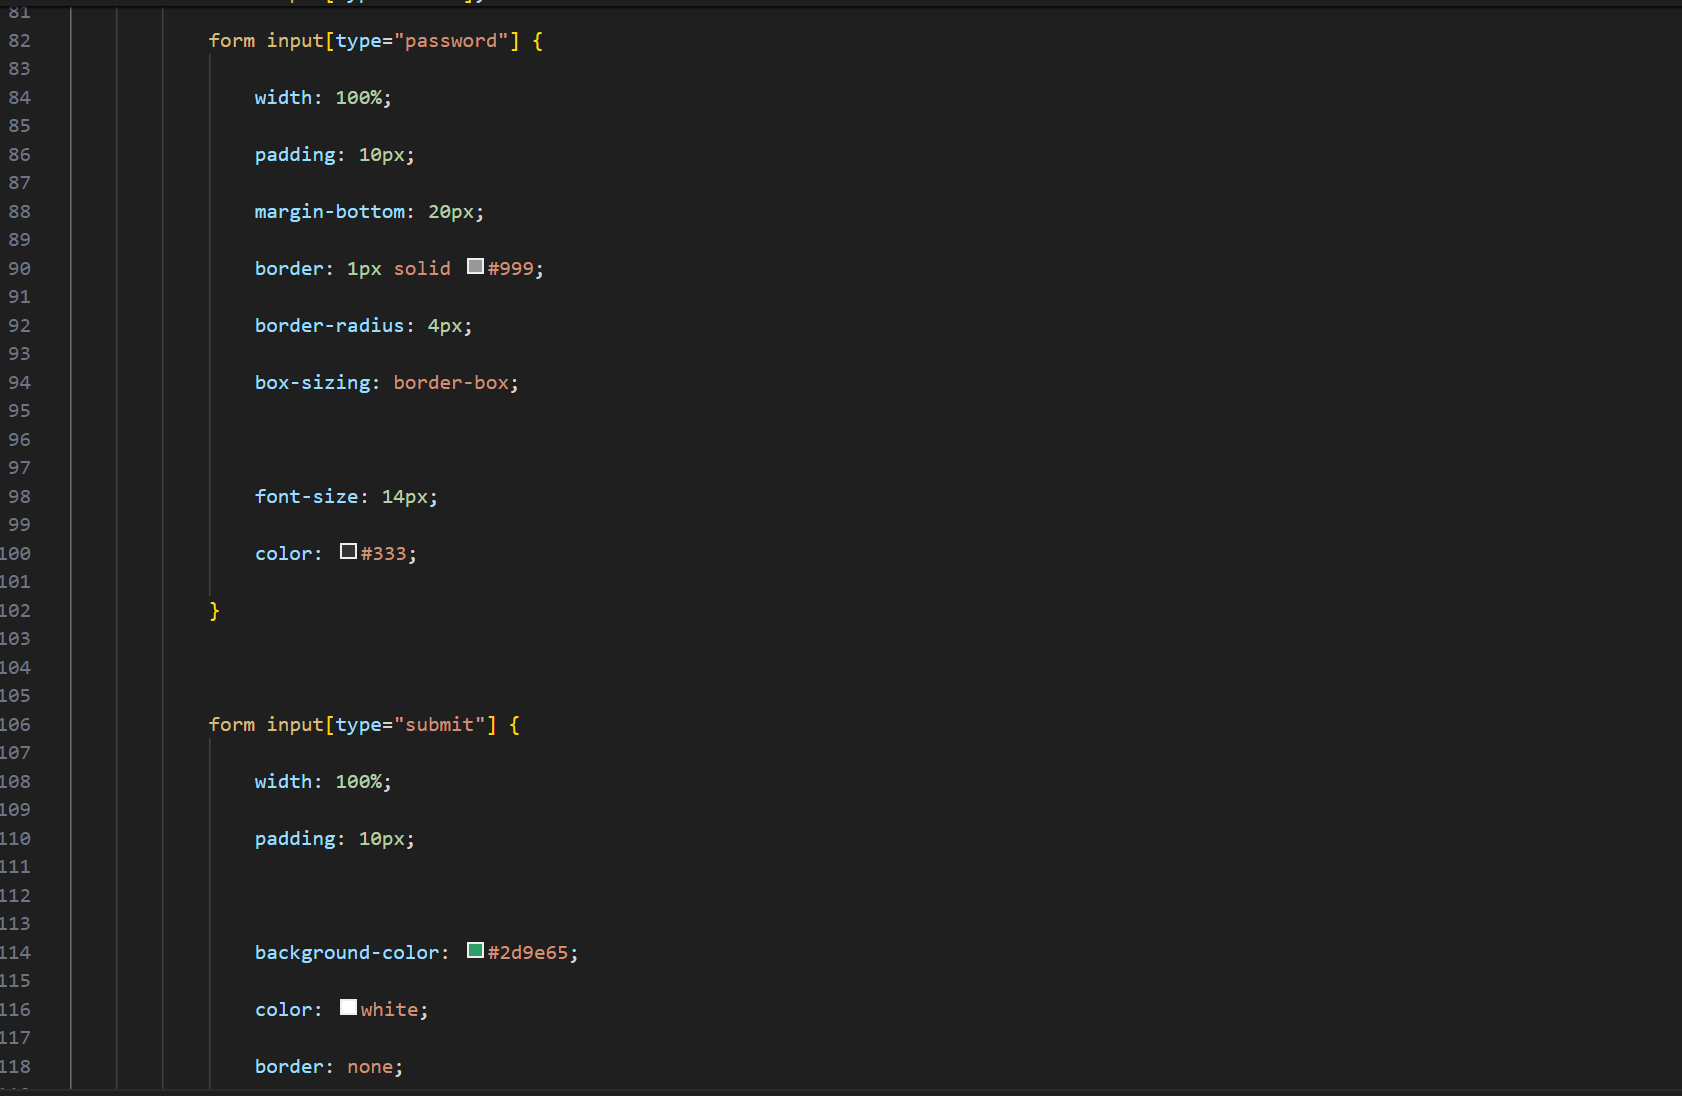 81
82 form input[type="password"] {
83
84 width: 100%;
85
86 padding: 10px;
87
88 margin-bottom: 20px;
89
90 border: 1px solid #999;
91
92 border-radius: 4px;
93
94 box-sizing: border-box;
95
96
97
98 font-size: 14px;
99
100 color: #333;
101
102 }
103
104
105
106 form input[type="submit"] {
107
108 width: 100%;
109
110 padding: 10px;
111
112
113
114 background-color: #2d9e65;
115
116 color: white;
117
118 border: none;